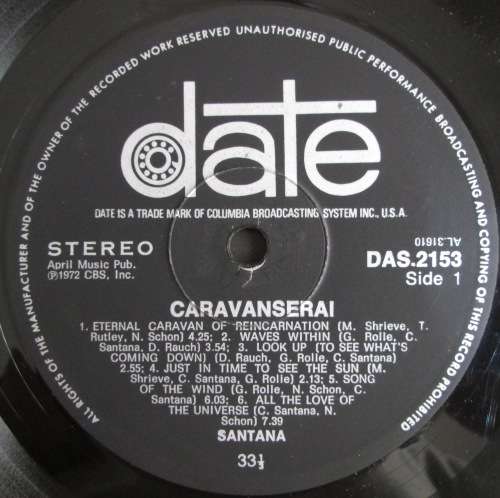 ALL RIGHTS OF THE MANUFACTURER AND OF THE OWNER OF THE RECORDED WORK RESERVED UNAUTHORISED PUBLIC PERFORMANCE BROADCASTING AND COPYING OF THIS RECORD PROHIBITED
date
DATE IS A TRADE MARK OF COLUMBIA BROADCASTING SYSTEM INC., U.S.A.
STEREO
April Music Pub.
℗1972 CBS, Inc.
AL.31610
DAS.2153
Side 1
CARAVANSERAI
1. ETERNAL CARAVAN OF REINCARNATION (M. Shrieve, T.
Rutley, N. Schon) 4.25; 2. WAVES WITHIN (G. Rolle, C.
Santana, D. Rauch) 3.54; 3. LOOK UP (TO SEE WHAT'S
COMING DOWN) (D. Rauch, G. Rolle, C. Santana)
2.55; 4. JUST IN TIME TO SEE THE SUN (M.
Shrieve, C. Santana, G. Rolle) 2.13; 5. SONG
OF THE WIND (G. Rolle, N. Schon, C.
Santana) 6.03; 6. ALL THE LOVE OF
THE UNIVERSE (C. Santana, N.
Schon) 7.39
SANTANA
33⅓